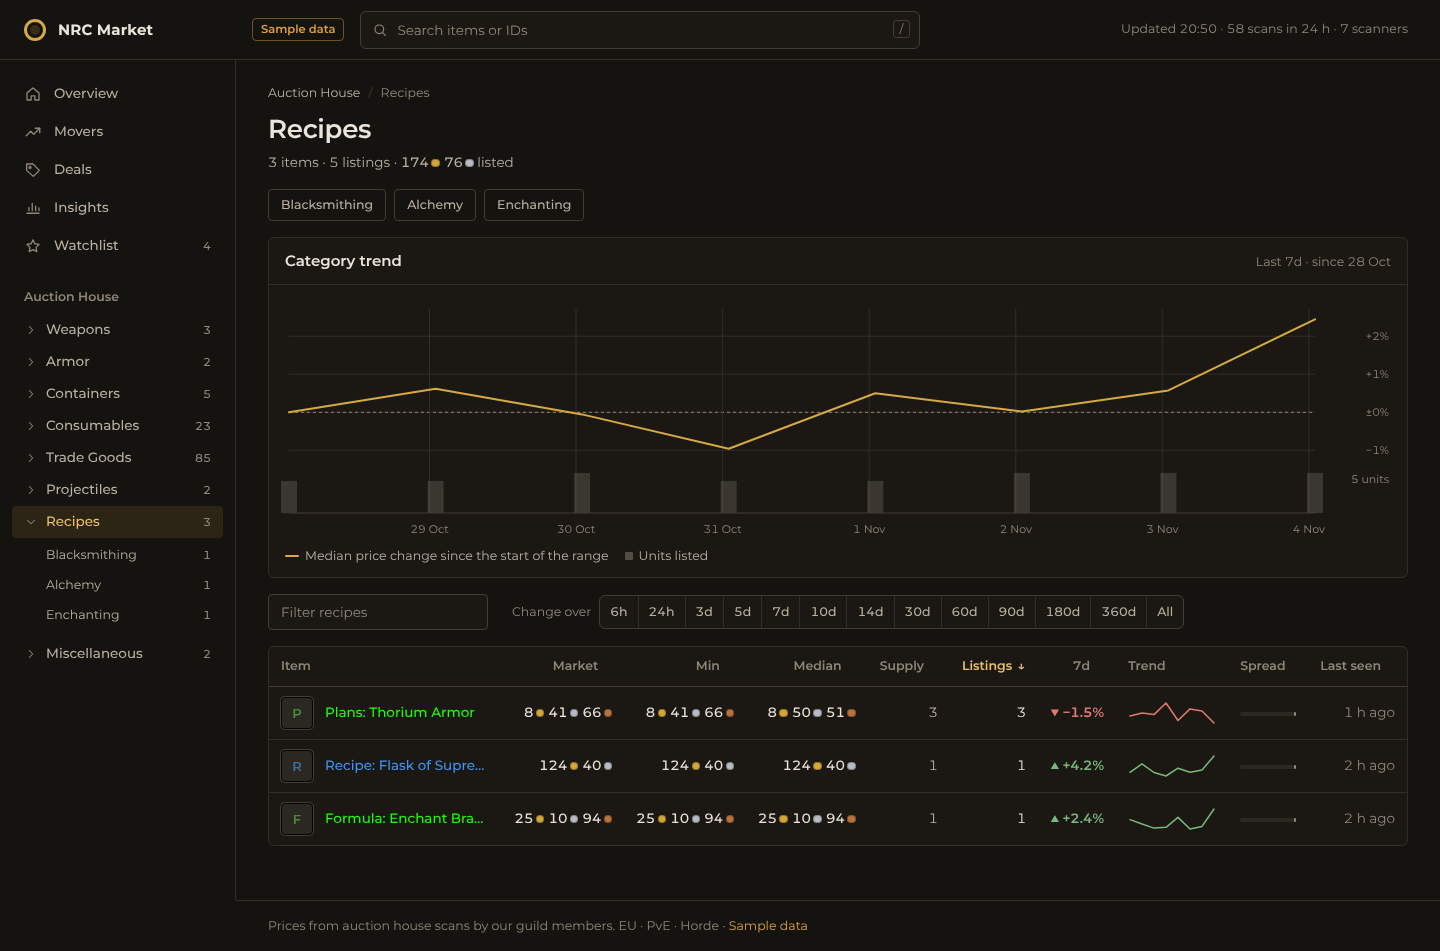 NRC Market
Sample data
Search items or IDs
/
Updated 20:50 · 58 scans in 24 h · 7 scanners
Overview
Movers
Deals
Insights
Watchlist 4
Auction House
Weapons 3
Armor 2
Containers 5
Consumables 23
Trade Goods 85
Projectiles 2
Recipes 3
Blacksmithing 1
Alchemy 1
Enchanting 1
Miscellaneous 2
Auction House / Recipes
Recipes
3 items · 5 listings · 174 76 listed
Blacksmithing Alchemy Enchanting
Category trend
Last 7d · since 28 Oct
+2%
+1%
±0%
−1%
5 units
29 Oct 30 Oct 31 Oct 1 Nov 2 Nov 3 Nov 4 Nov
Median price change since the start of the range Units listed
Filter recipes
Change over 6h 24h 3d 5d 7d 10d 14d 30d 60d 90d 180d 360d All
Item Market Min Median Supply Listings ↓ 7d Trend Spread Last seen
P Plans: Thorium Armor 8 41 66 8 41 66 8 50 51 3 3 ▼ −1.5% 1 h ago
R Recipe: Flask of Supre... 124 40 124 40 124 40 1 1 ▲ +4.2% 2 h ago
F Formula: Enchant Bra... 25 10 94 25 10 94 25 10 94 1 1 ▲ +2.4% 2 h ago
Prices from auction house scans by our guild members. EU · PvE · Horde · Sample data